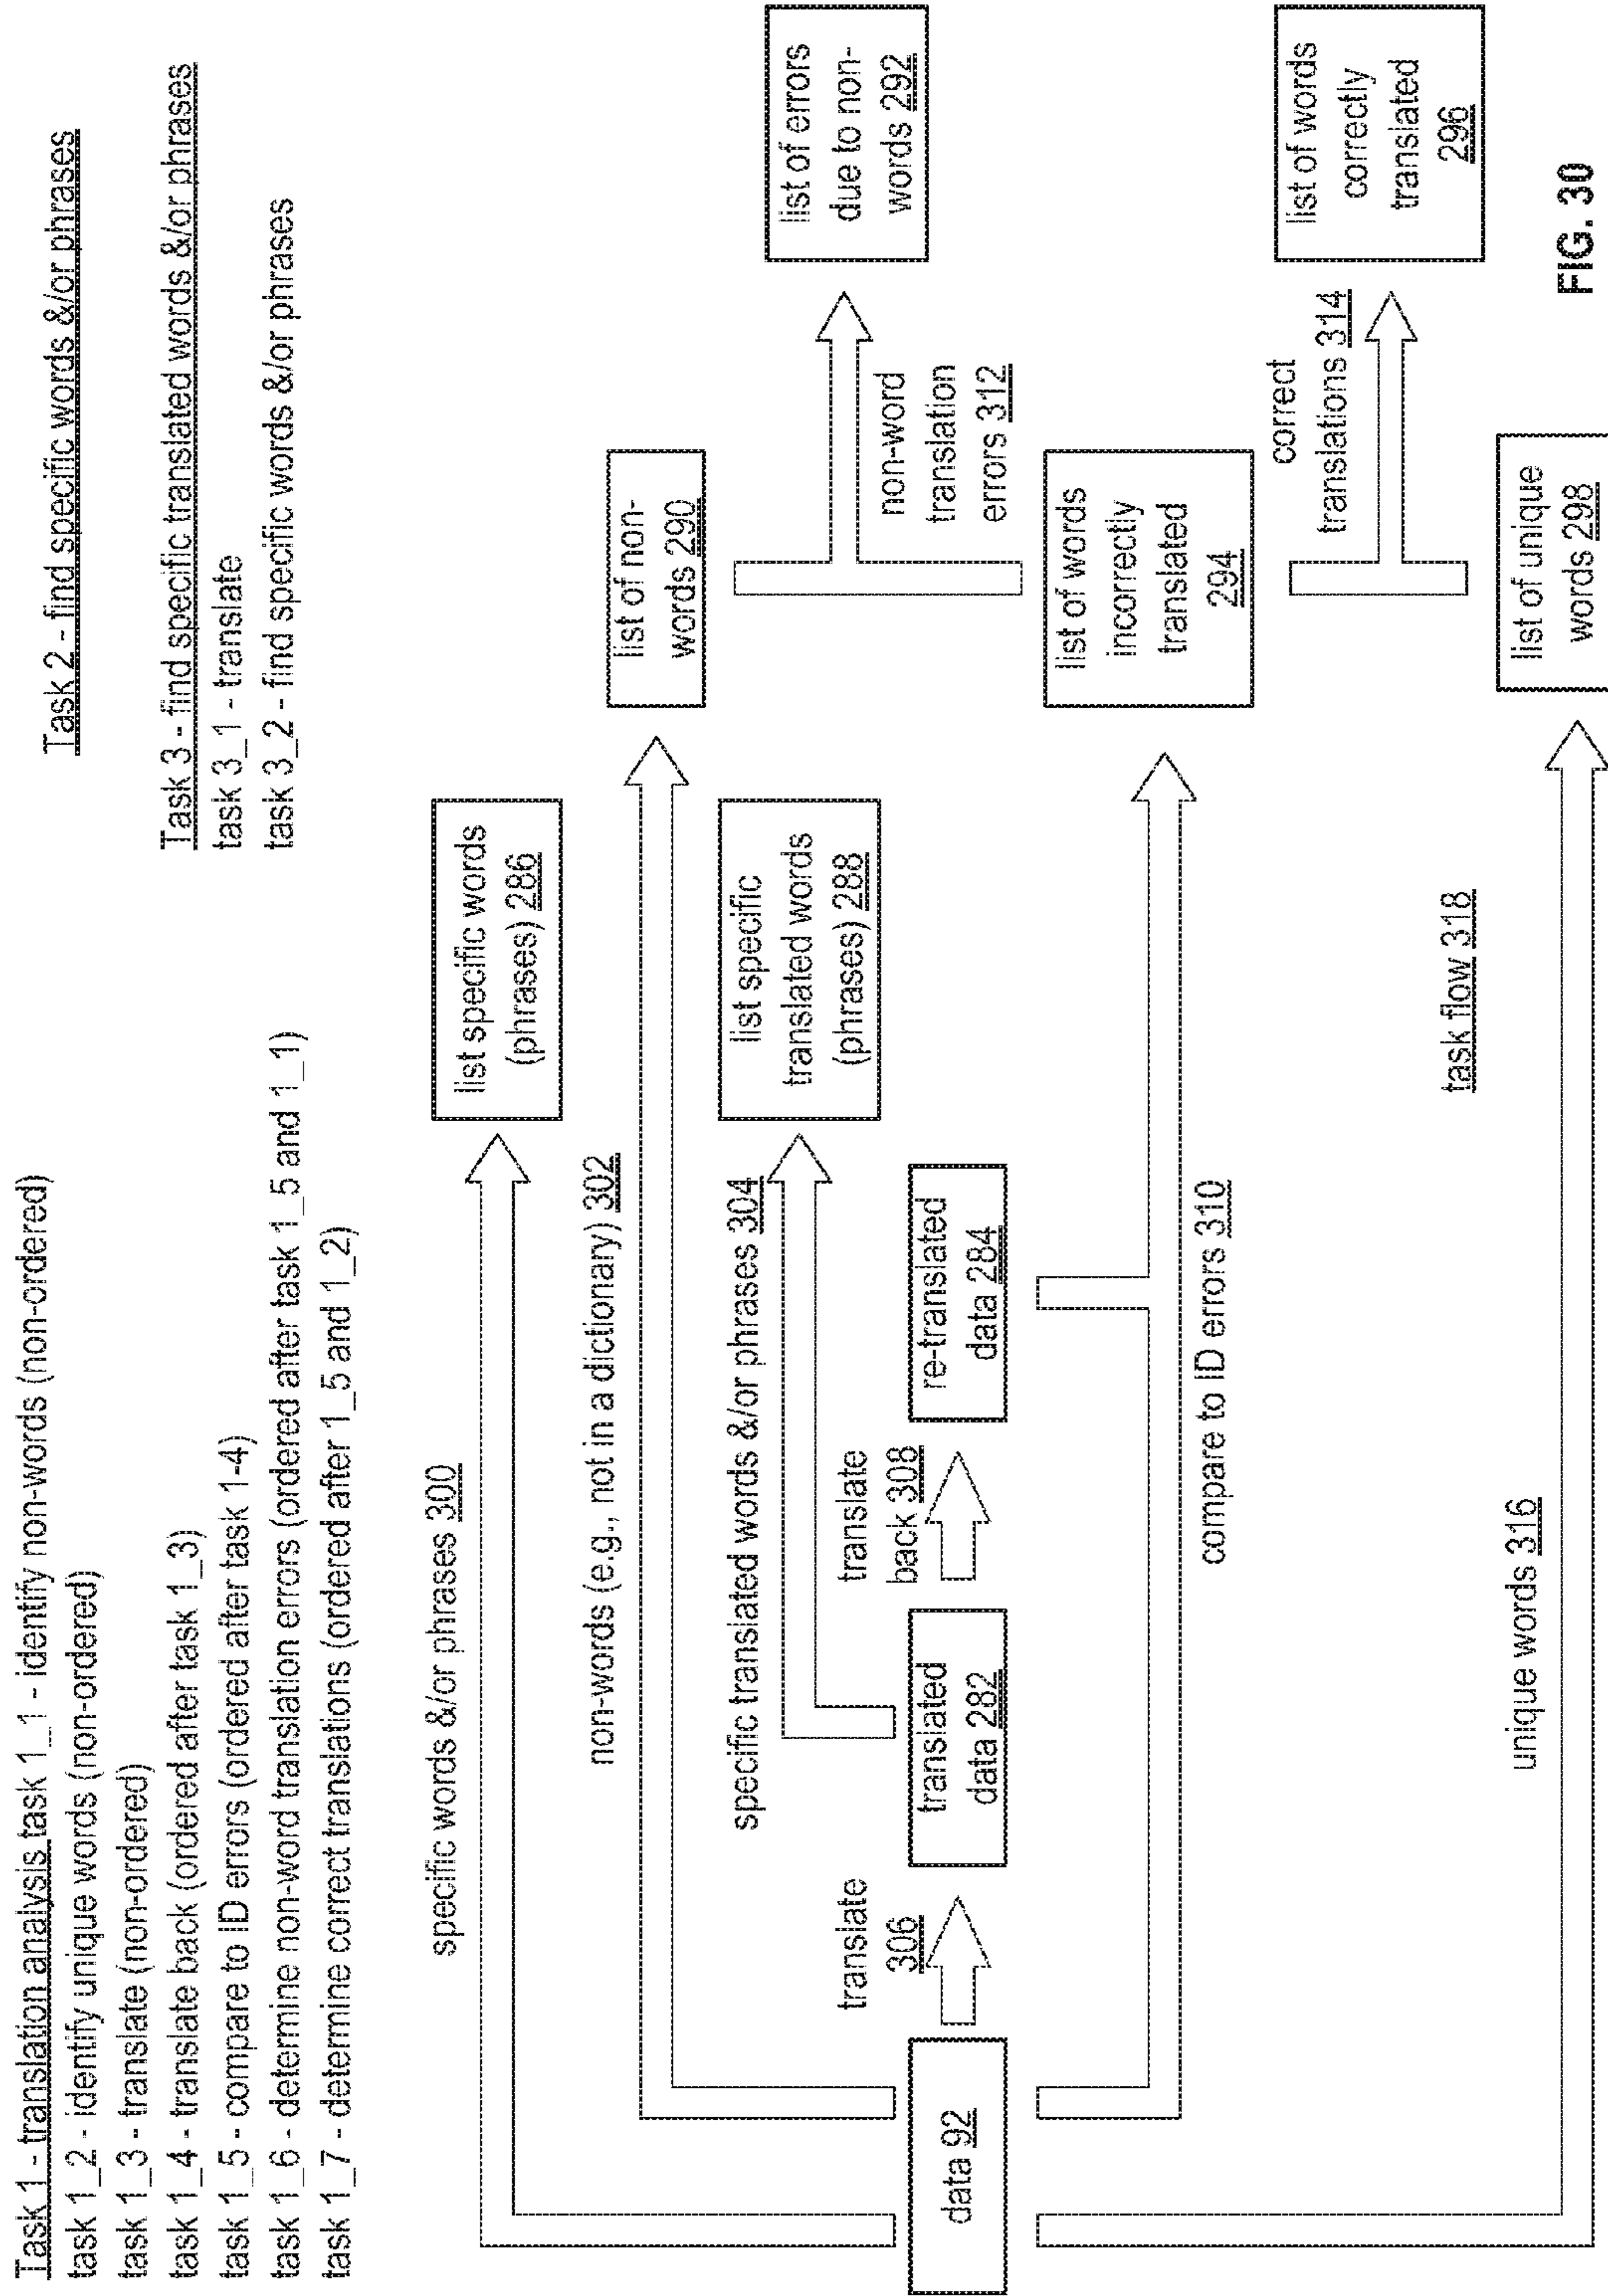 Task 1 - translation analysis task 1_1 - identify non-words (non-ordered)
task 1_2 - identify unique words (non-ordered)
task 1_3 - translate (non-ordered)
task 1_4 - translate back (ordered after task 1_3)
task 1_5 - compare to ID errors (ordered after task 1-4)
task 1_6 - determine non-word translation errors (ordered after task 1_5 and 1_1)
task 1_7 - determine correct translations (ordered after 1_5 and 1_2)
Task 2 - find specific words &/or phrases
Task 3 - find specific translated words &/or phrases
task 3_1 - translate
task 3_2 - find specific words &/or phrases
specific words &/or phrases 300
list specific words
(phrases) 286
non-words (e.g., not in a dictionary) 302
list of non-
words 290
specific translated words &/or phrases 304
list specific
translated words
(phrases) 288
list of errors
due to non-
words 292
non-word
translation
errors 312
data 92
translate
306
translated
data 282
translate
back 308
re-translated
data 284
compare to ID errors 310
list of words
incorrectly
translated
294
correct
translations 314
list of words
correctly
translated
296
unique words 316
task flow 318
list of unique
words 298
FIG. 30